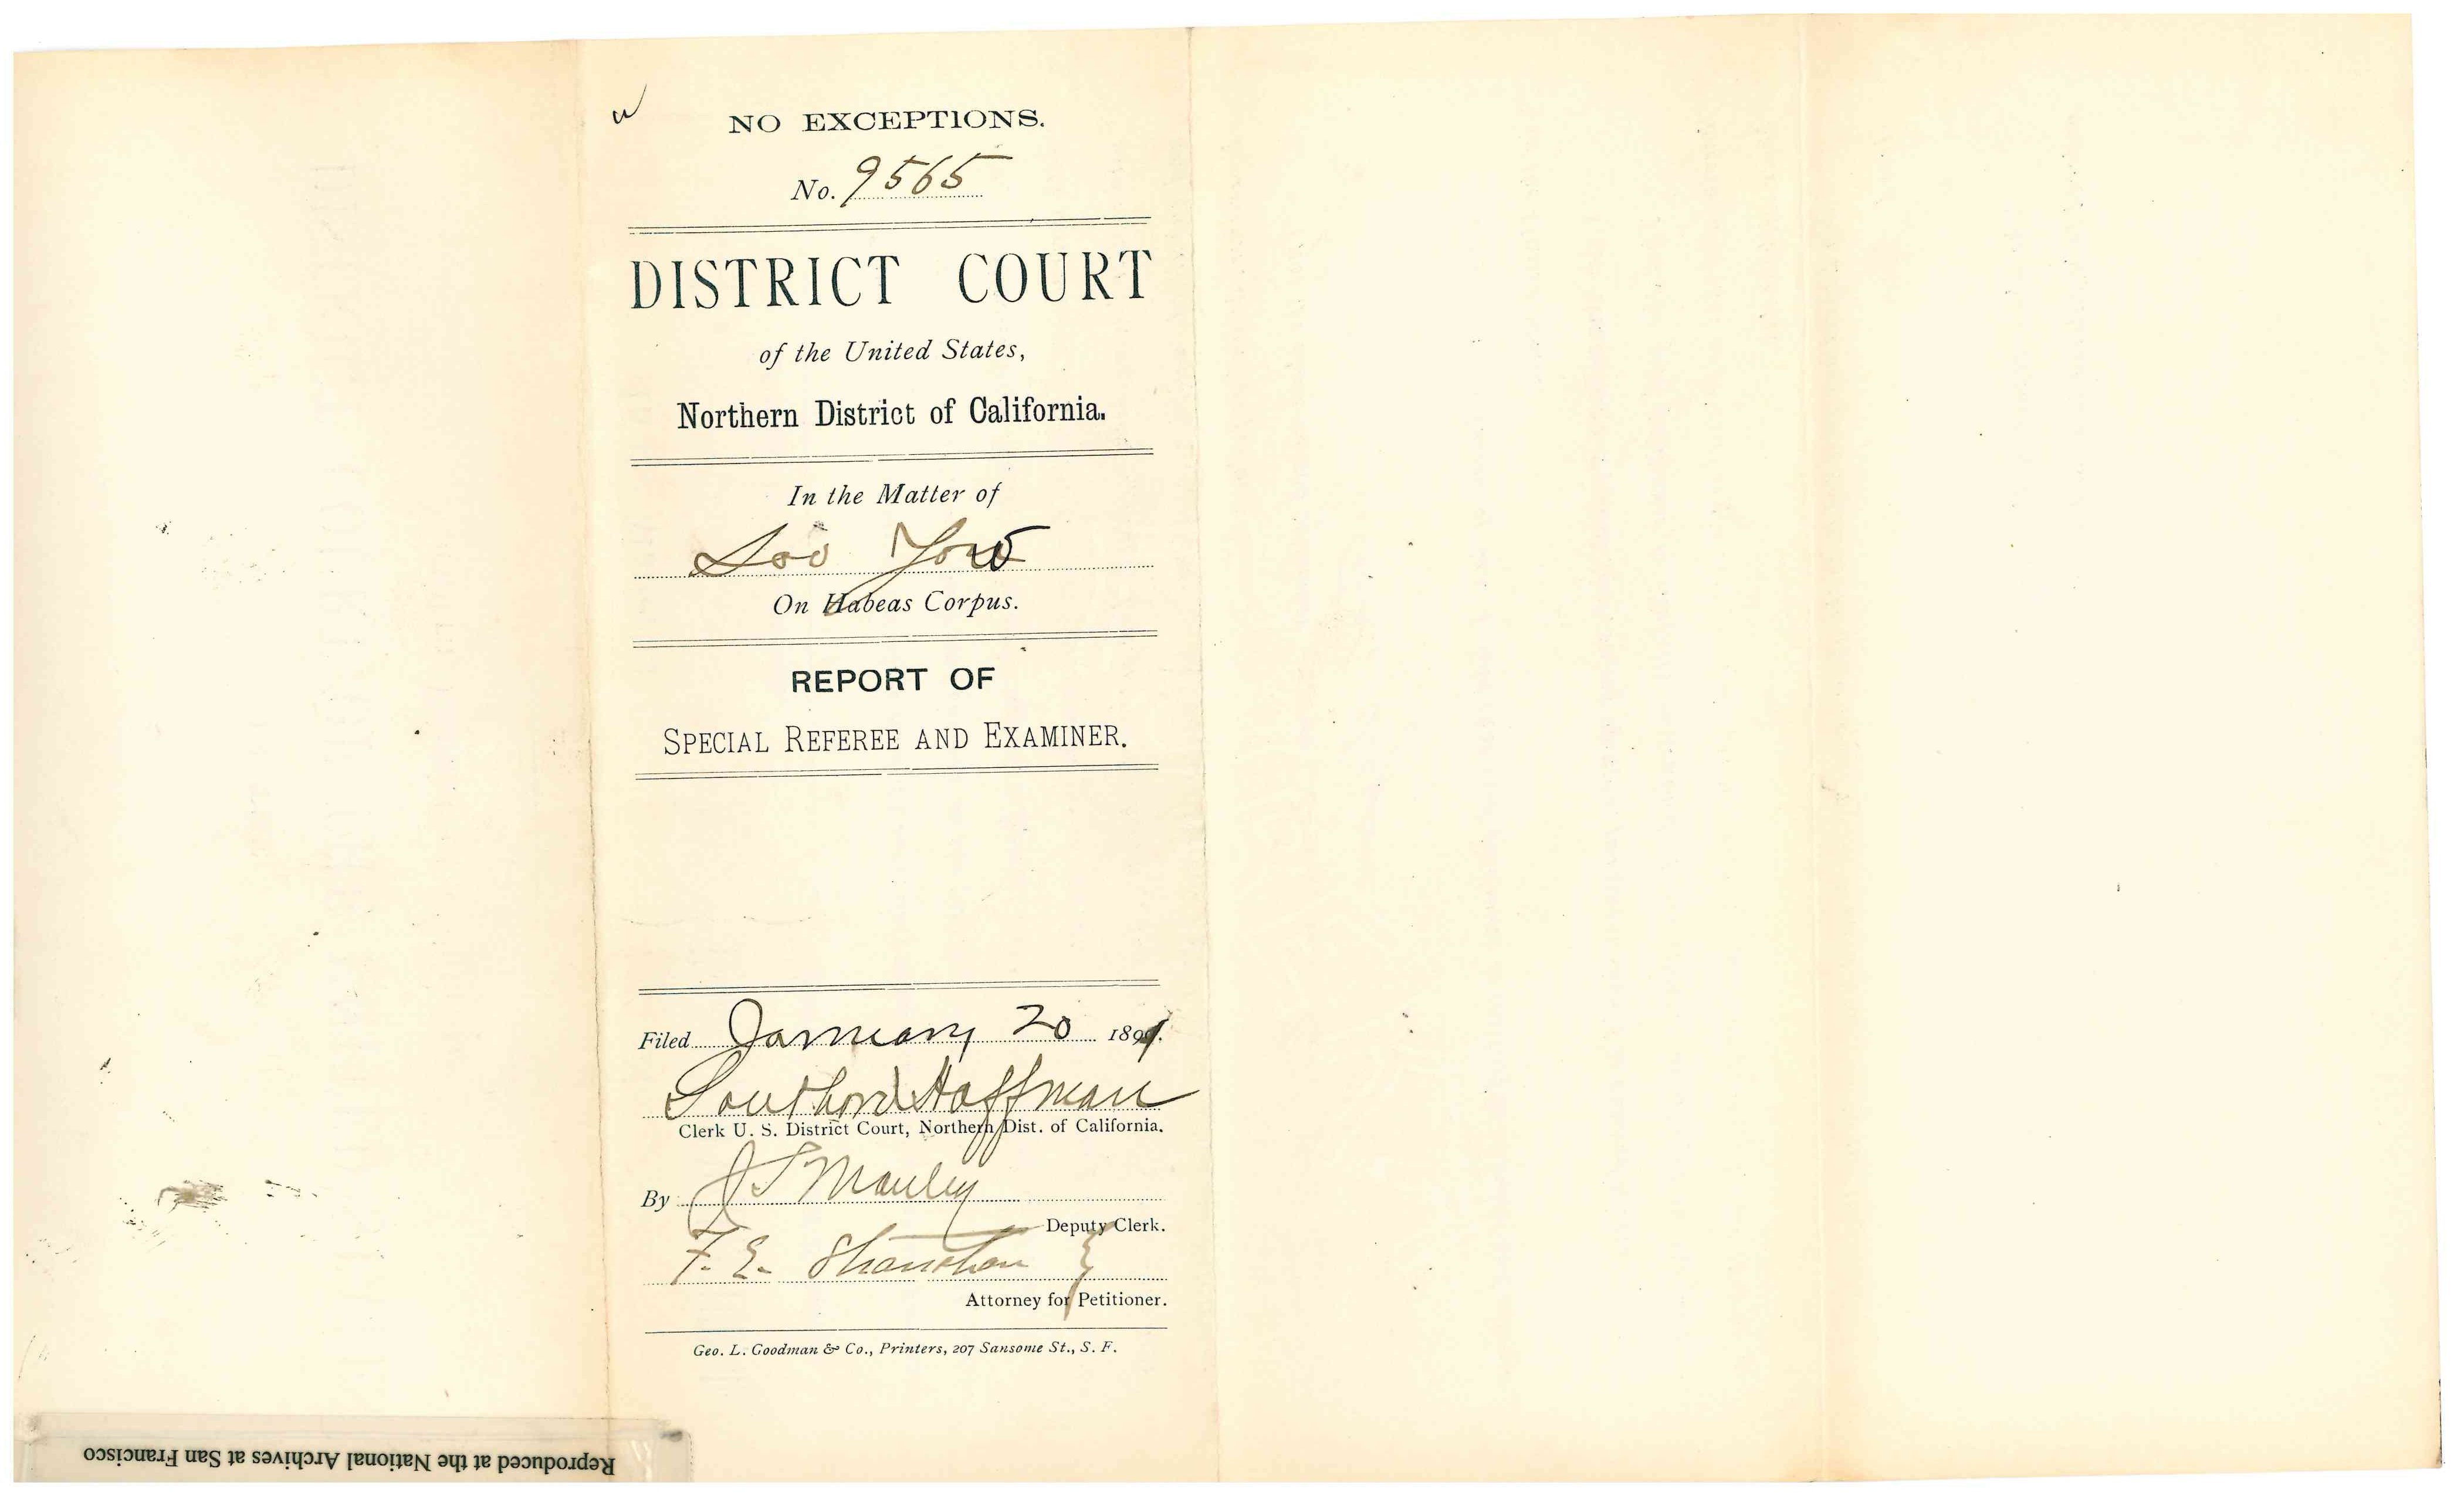 NO EXCEPTIONS.
No. 9565
DISTRICT COURT
of the United States,
Northern District of California.
In the Matter of
Soo Yow
On Habeas Corpus.
REPORT OF
SPECIAL REFEREE AND EXAMINER.
Filed January 20 1891.
Southard Hoffman
Clerk U. S. District Court, Northern Dist. of California.
By J S Manley
Deputy Clerk.
F. E.
Attorney for Petitioner.
Geo. L. Goodman & Co., Printers, 207 Sansome St., S. F.
Reproduced at the National Archives at San Francisco